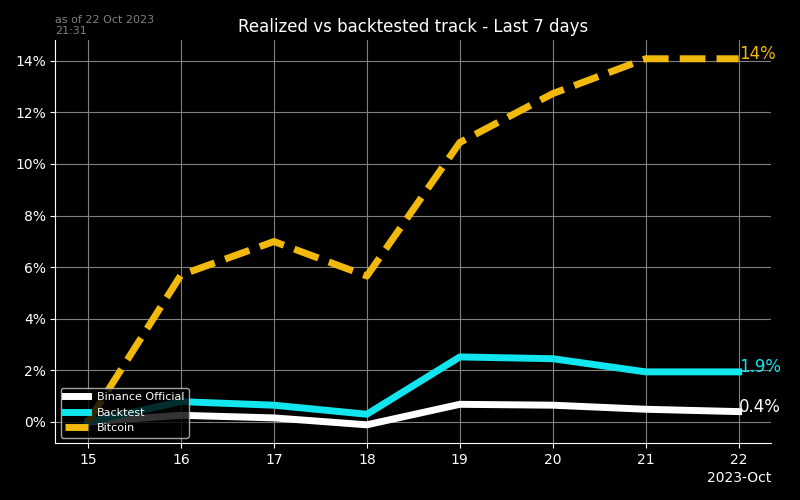 as of 22 Oct 2023
21:31
Realized vs backtested track - Last 7 days
14%
12%
10%
8%
6%
4%
2%
0%
14%
1.9%
0.4%
Binance Official
Backtest
Bitcoin
15 16 17 18 19 20 21 22
2023-Oct